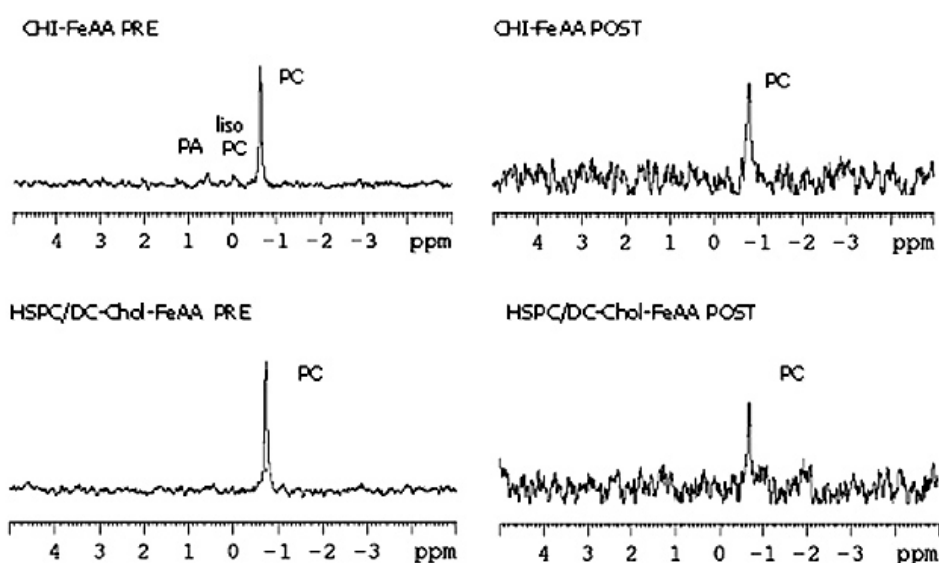 CHI-FeAA PRE
PC
liso
PA PC
4 3 2 1 0 -1 -2 -3 ppm
CHI-FeAA POST
PC
4 3 2 1 0 -1 -2 -3 ppm
HSPC/DC-Chol-FeAA PRE
PC
4 3 2 1 0 -1 -2 -3 ppm
HSPC/DC-Chol-FeAA POST
PC
4 3 2 1 0 -1 -2 -3 ppm